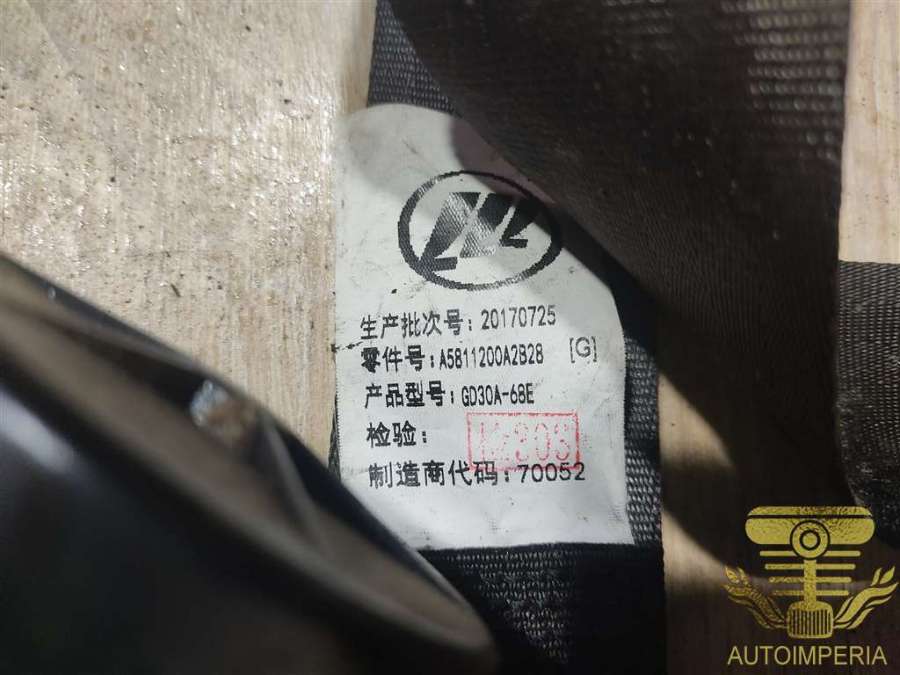 生产批次号: 20170725
零件号: A5811200A2B28 [G]
产品型号: GD30A-68E
检验:
制造商代码: 70052
AUTOIMPERIA